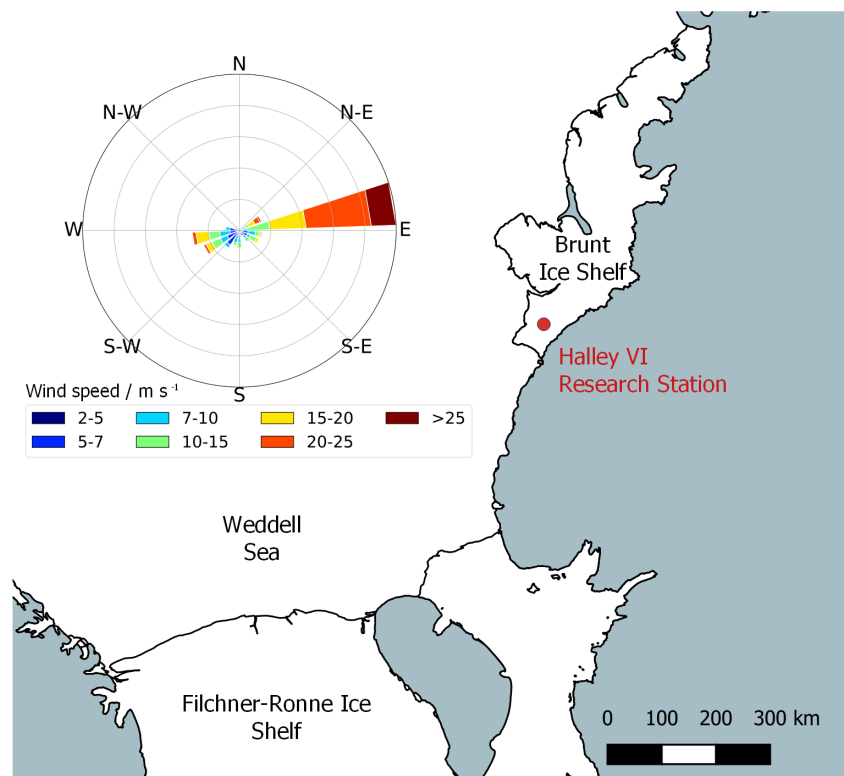 N
N-W
N-E
W
E
S-W
S-E
S
Wind speed / m s⁻¹
2-5
7-10
15-20
>25
5-7
10-15
20-25
Brunt
Ice Shelf
Halley VI
Research Station
Weddell
Sea
Filchner-Ronne Ice
Shelf
0 100 200 300 km